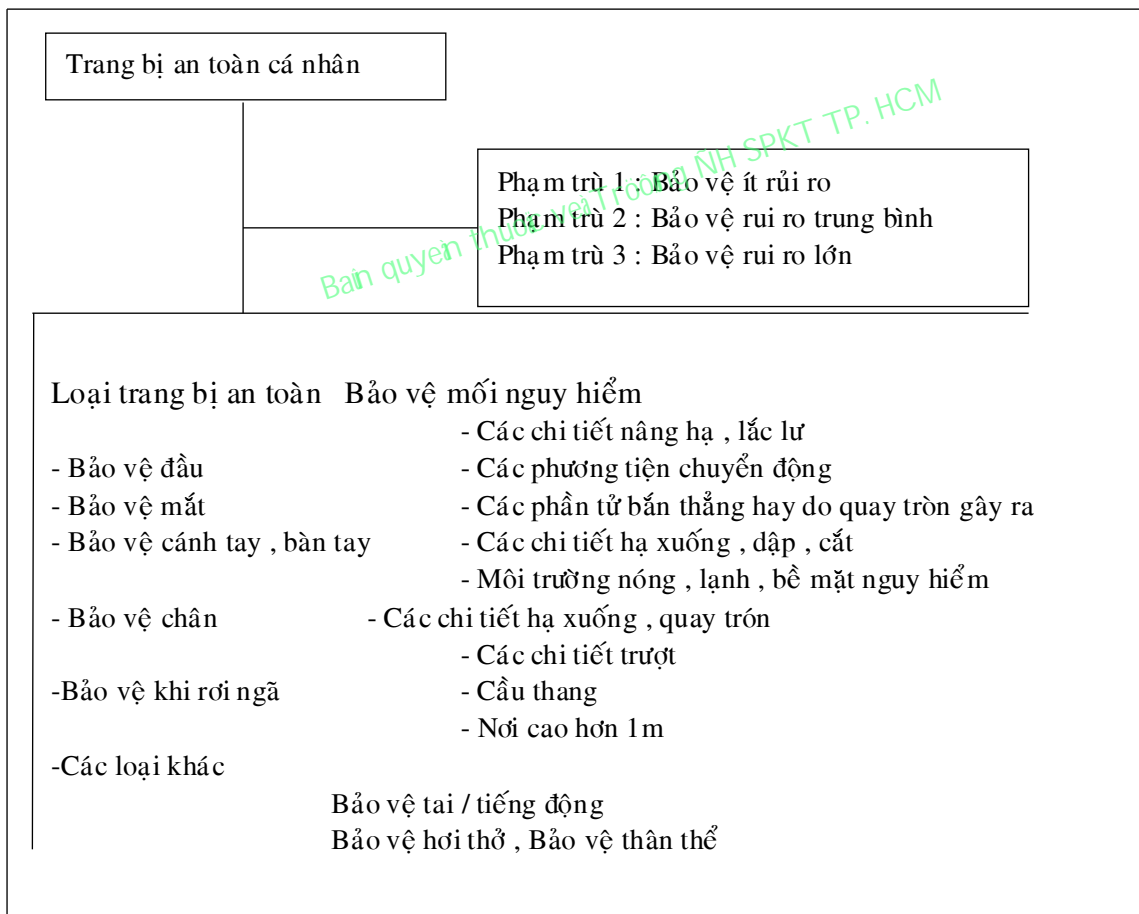 Trang bị an toàn cá nhân
Phạm trù 1 : Bảo vệ ít rủi ro
Phạm trù 2 : Bảo vệ rui ro trung bình
Phạm trù 3 : Bảo vệ rui ro lớn
Baûn quyeàn thuoäc veà Tröôøng ÑH SPKT TP. HCM
Loại trang bị an toàn Bảo vệ mối nguy hiểm
- Các chi tiết nâng hạ , lắc lư
- Bảo vệ đầu - Các phương tiện chuyển động
- Bảo vệ mắt - Các phần tử bắn thẳng hay do quay tròn gây ra
- Bảo vệ cánh tay , bàn tay - Các chi tiết hạ xuống , dập , cắt
- Môi trường nóng , lạnh , bề mặt nguy hiểm
- Bảo vệ chân - Các chi tiết hạ xuống , quay trón
- Các chi tiết trượt
-Bảo vệ khi rơi ngã - Cầu thang
- Nơi cao hơn 1m
-Các loại khác
Bảo vệ tai / tiếng động
Bảo vệ hơi thở , Bảo vệ thân thể